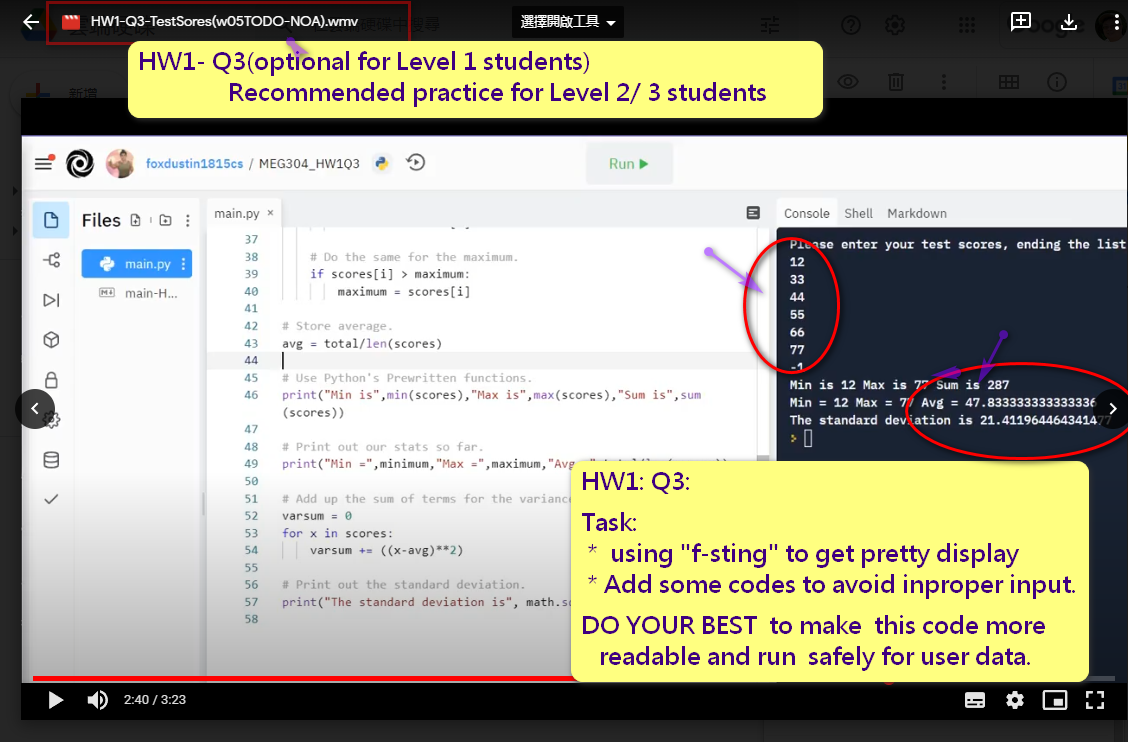 HW1-Q3-TestSores(w05TODO-NOA).wmv
選擇開啟工具
HW1- Q3(optional for Level 1 students)
Recommended practice for Level 2/ 3 students
新增
foxdustin1815cs / MEG304_HW1Q3
Run
Files
main.py
main-H...
main.py ×
37
38 # Do the same for the maximum.
39 if scores[i] > maximum:
40 maximum = scores[i]
41
42 # Store average.
43 avg = total/len(scores)
44
45 # Use Python's Prewritten functions.
46 print("Min is",min(scores),"Max is",max(scores),"Sum is",sum
(scores))
47
48 # Print out our stats so far.
49 print("Min =",minimum,"Max =",maximum,"Avg
50
51 # Add up the sum of terms for the variance
52 varsum = 0
53 for x in scores:
54 varsum += ((x-avg)**2)
55
56 # Print out the standard deviation.
57 print("The standard deviation is", math.sq
58
Console Shell Markdown
Please enter your test scores, ending the list
12
33
44
55
66
77
-1
Min is 12 Max is 77 Sum is 287
Min = 12 Max = 77 Avg = 47.833333333333336
The standard deviation is 21.411964464341477
HW1: Q3:
Task:
* using "f-sting" to get pretty display
* Add some codes to avoid inproper input.
DO YOUR BEST to make this code more
readable and run safely for user data.
2:40 / 3:23